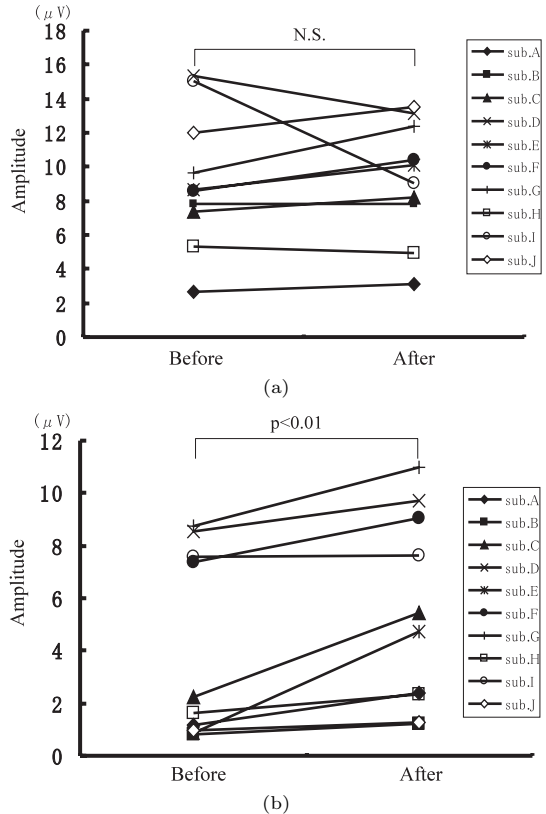 (μV)
18
16
14
12
10
8
6
4
2
0
Amplitude
N.S.
Before
After
sub.A
sub.B
sub.C
sub.D
sub.E
sub.F
sub.G
sub.H
sub.I
sub.J
(a)
(μV)
12
10
8
6
4
2
0
Amplitude
p<0.01
Before
After
sub.A
sub.B
sub.C
sub.D
sub.E
sub.F
sub.G
sub.H
sub.I
sub.J
(b)